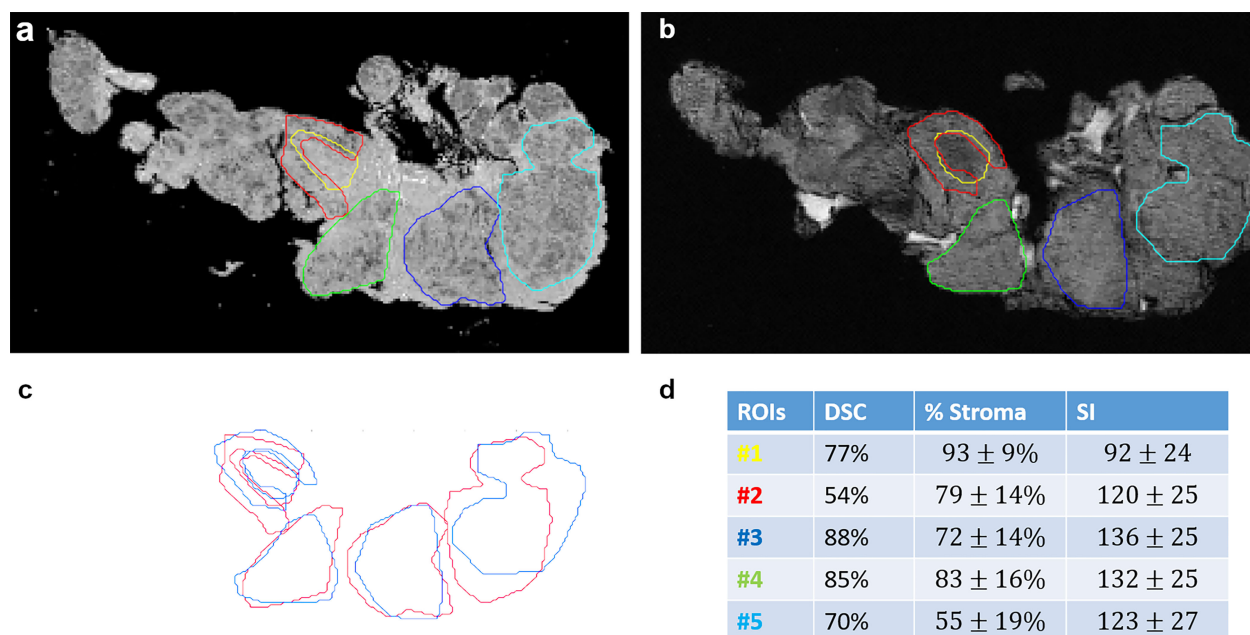 a
b
c
d
ROIs DSC % Stroma SI
#1 77% 93 ± 9% 92 ± 24
#2 54% 79 ± 14% 120 ± 25
#3 88% 72 ± 14% 136 ± 25
#4 85% 83 ± 16% 132 ± 25
#5 70% 55 ± 19% 123 ± 27